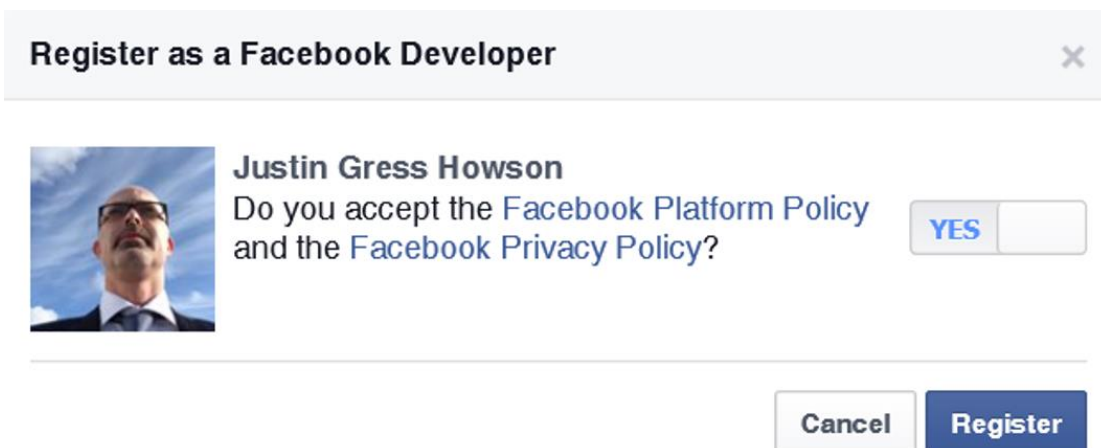 Register as a Facebook Developer
Justin Gress Howson
Do you accept the Facebook Platform Policy
and the Facebook Privacy Policy?
YES
Cancel
Register